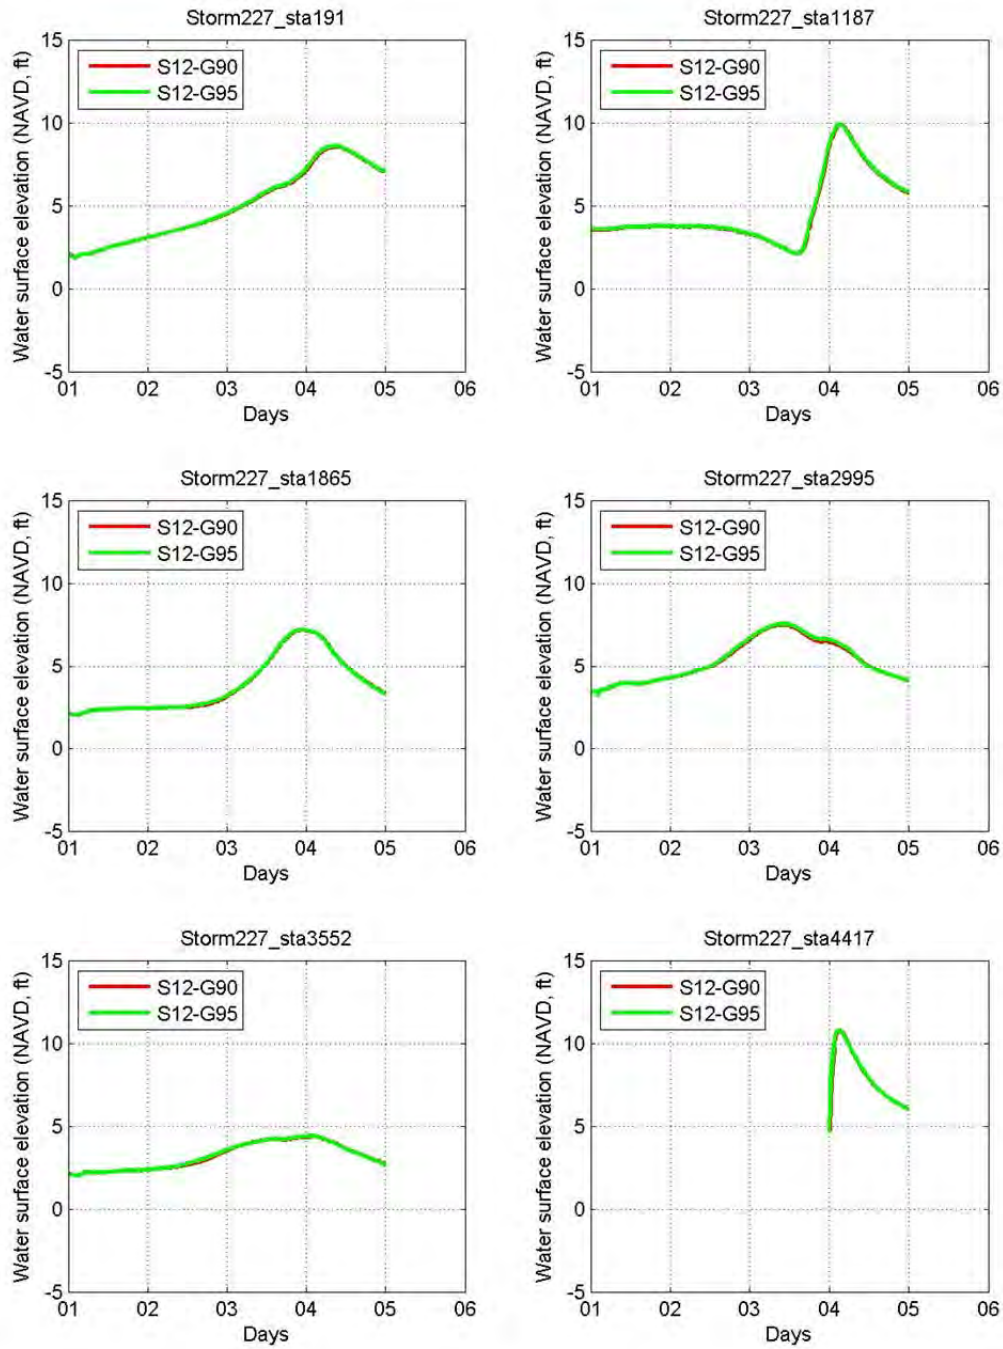 Storm227_sta191
Water surface elevation (NAVD, ft)
15
10
5
0
-5
S12-G90
S12-G95
01 02 03 04 05 06
Days
Storm227_sta1187
Water surface elevation (NAVD, ft)
15
10
5
0
-5
S12-G90
S12-G95
01 02 03 04 05 06
Days
Storm227_sta1865
Water surface elevation (NAVD, ft)
15
10
5
0
-5
S12-G90
S12-G95
01 02 03 04 05 06
Days
Storm227_sta2995
Water surface elevation (NAVD, ft)
15
10
5
0
-5
S12-G90
S12-G95
01 02 03 04 05 06
Days
Storm227_sta3552
Water surface elevation (NAVD, ft)
15
10
5
0
-5
S12-G90
S12-G95
01 02 03 04 05 06
Days
Storm227_sta4417
Water surface elevation (NAVD, ft)
15
10
5
0
-5
S12-G90
S12-G95
01 02 03 04 05 06
Days